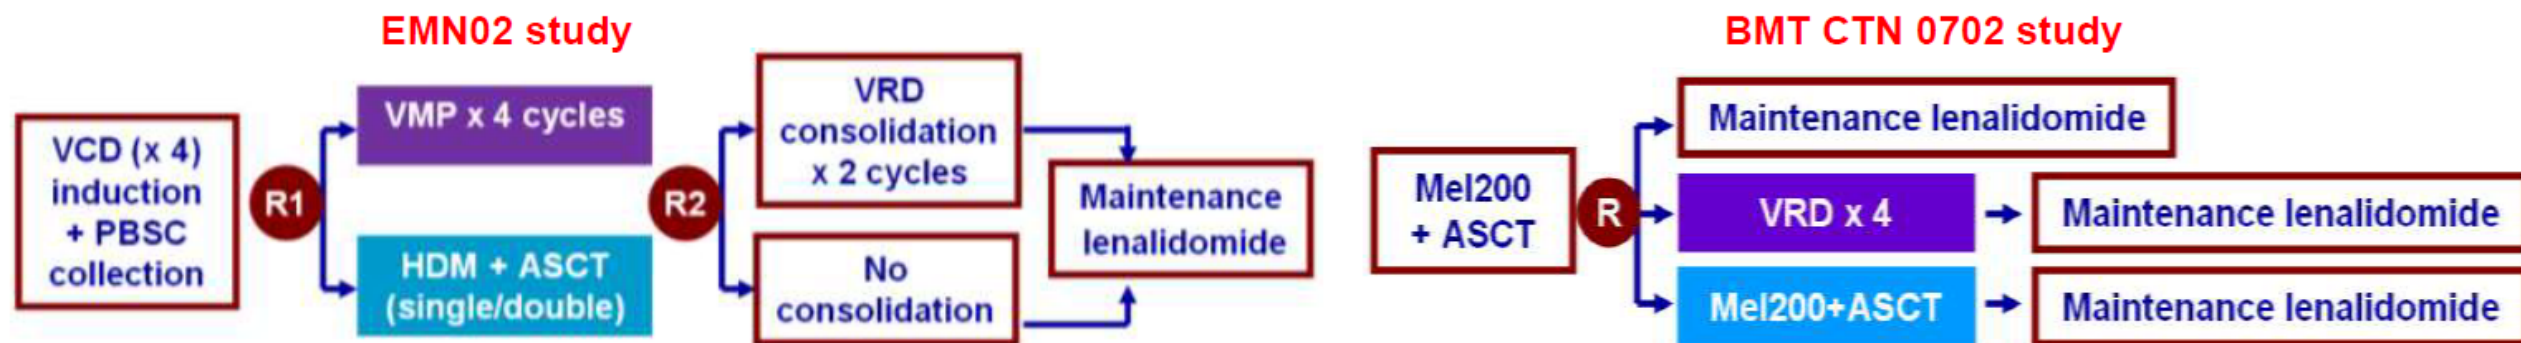 EMN02 study
VCD (x 4)
induction
+ PBSC
collection
R1
VMP x 4 cycles
HDM + ASCT
(single/double)
R2
VRD
consolidation
x 2 cycles
No
consolidation
Maintenance
lenalidomide
BMT CTN 0702 study
Mel200
+ ASCT
R
Maintenance lenalidomide
VRD x 4
Maintenance lenalidomide
Mel200+ASCT
Maintenance lenalidomide